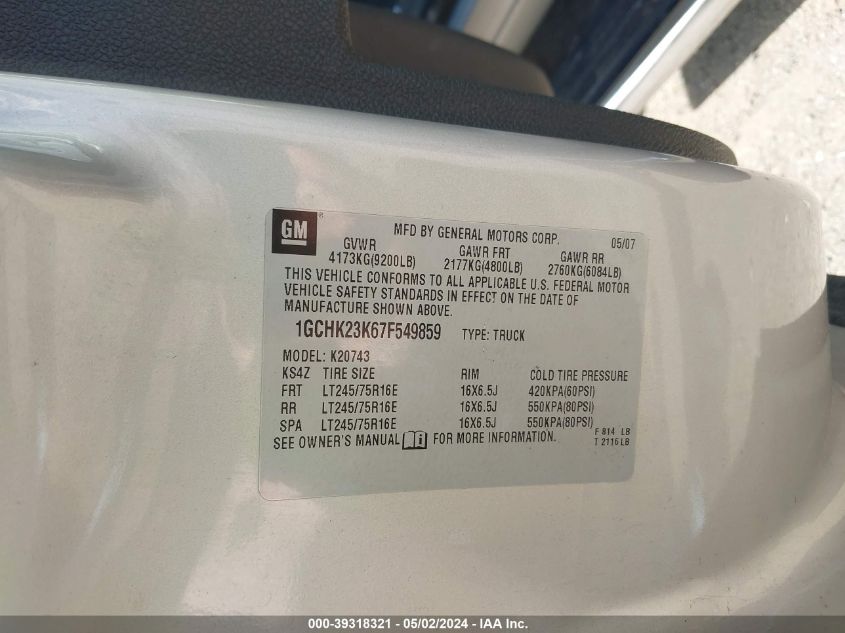 GM ® MFD BY GENERAL MOTORS CORP. 05/07
GVWR GAWR FRT GAWR RR
4173KG(9200LB) 2177KG(4800LB) 2760KG(6084LB)
THIS VEHICLE CONFORMS TO ALL APPLICABLE U.S. FEDERAL MOTOR
VEHICLE SAFETY STANDARDS IN EFFECT ON THE DATE OF
MANUFACTURE SHOWN ABOVE.
1GCHK23K67F549859 TYPE: TRUCK
MODEL: K20743
KS4Z TIRE SIZE RIM COLD TIRE PRESSURE
FRT LT245/75R16E 16X6.5J 420KPA(60PSI)
RR LT245/75R16E 16X6.5J 550KPA(80PSI)
SPA LT245/75R16E 16X6.5J 550KPA(80PSI)
SEE OWNER'S MANUAL i FOR MORE INFORMATION.
F 814 LB
T 2116 LB
000-39318321 - 05/02/2024 - IAA Inc.